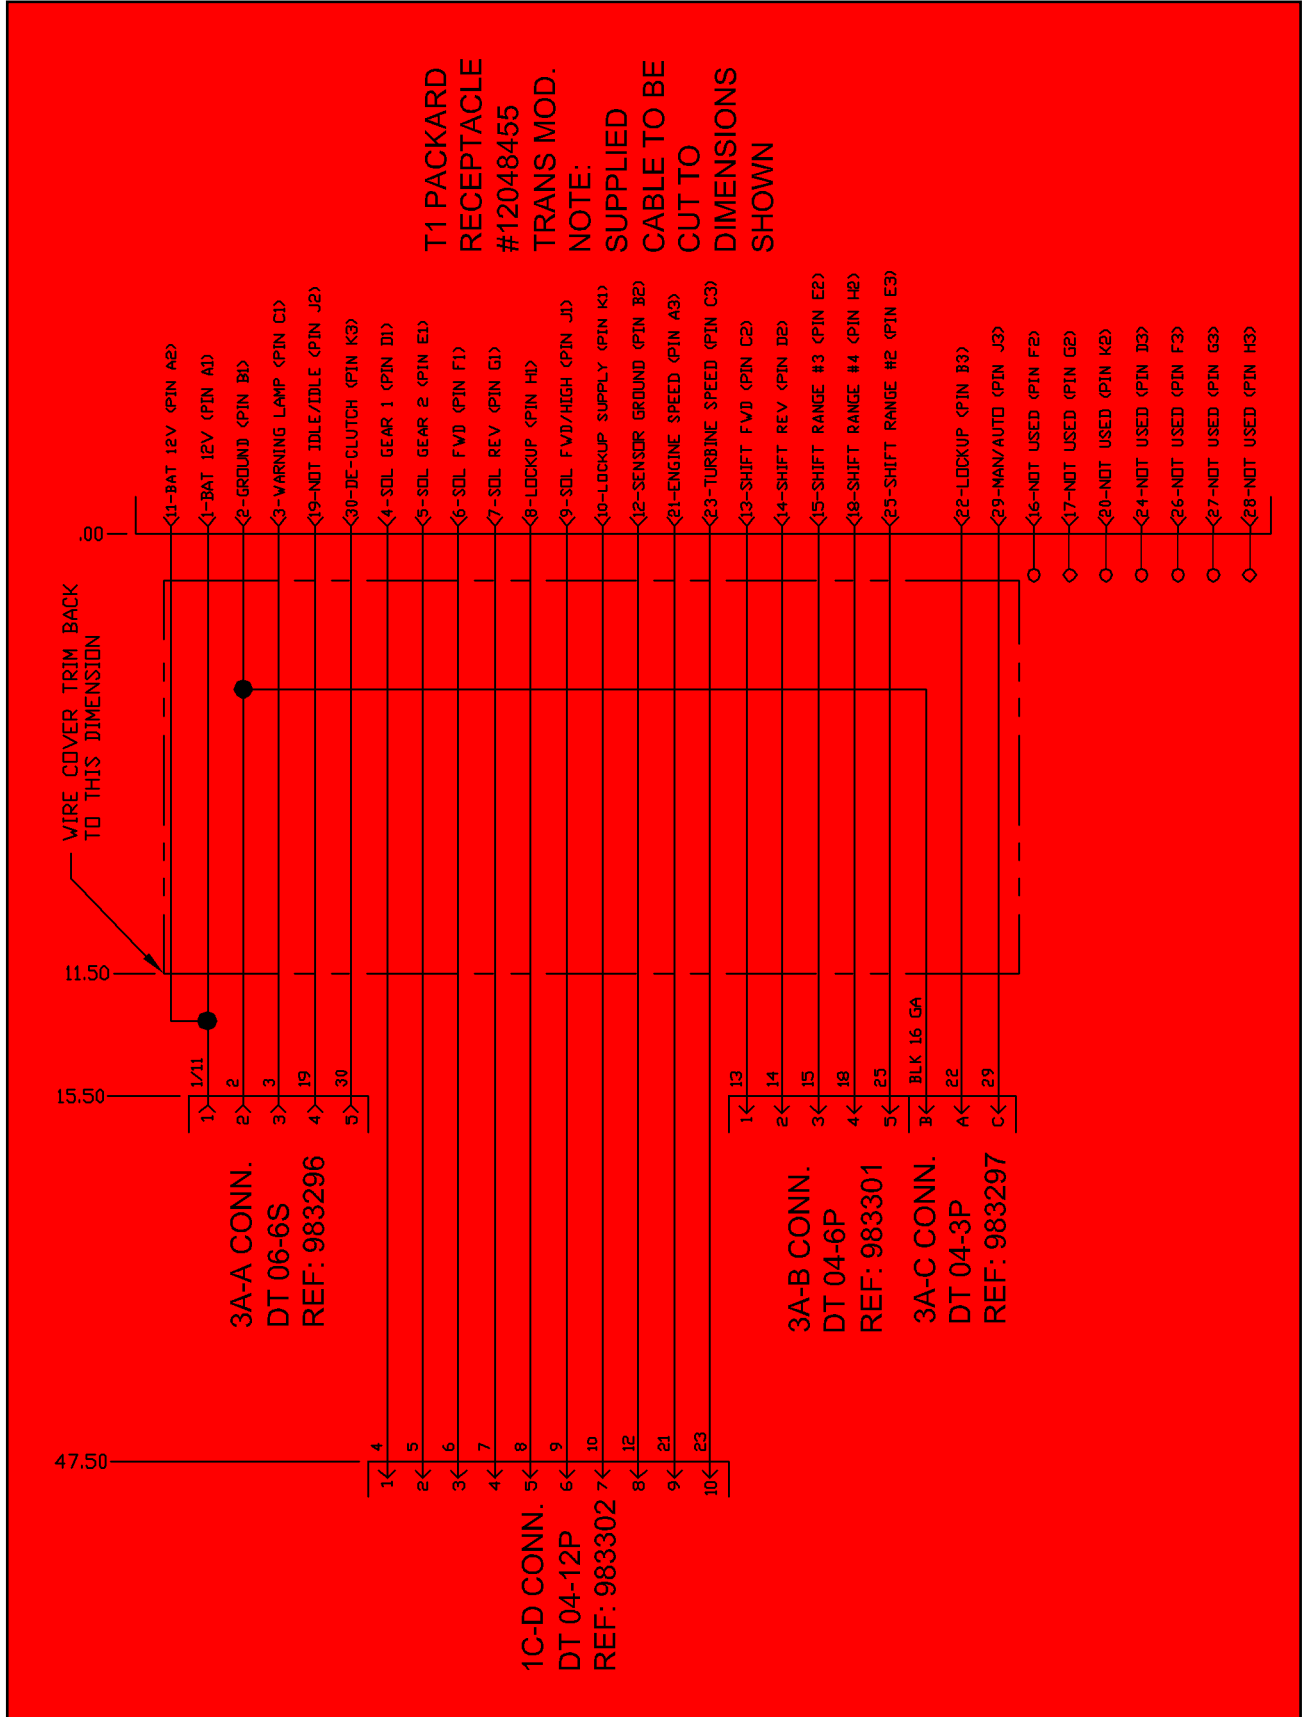 T1 PACKARD
RECEPTACLE
#12048455
TRANS MOD.
NOTE:
SUPPLIED
CABLE TO BE
CUT TO
DIMENSIONS
SHOWN
WIRE COVER TRIM BACK
TO THIS DIMENSION
.00
11.50
15.50
47.50
11-BAT 12V (PIN A2)
1-BAT 12V (PIN A1)
2-GROUND (PIN B1)
3-WARNING LAMP (PIN C1)
19-NOT IDLE/IDLE (PIN J2)
30-DE-CLUTCH (PIN K3)
4-SOL GEAR 1 (PIN D1)
5-SOL GEAR 2 (PIN E1)
6-SOL FWD (PIN F1)
7-SOL REV (PIN G1)
8-LOCKUP (PIN H1)
9-SOL FWD/HIGH (PIN J1)
10-LOCKUP SUPPLY (PIN K1)
12-SENSOR GROUND (PIN B2)
21-ENGINE SPEED (PIN A3)
23-TURBINE SPEED (PIN C3)
13-SHIFT FWD (PIN C2)
14-SHIFT REV (PIN D2)
15-SHIFT RANGE #3 (PIN E2)
18-SHIFT RANGE #4 (PIN H2)
25-SHIFT RANGE #2 (PIN E3)
22-LOCKUP (PIN B3)
29-MAN/AUTO (PIN J3)
16-NOT USED (PIN F2)
17-NOT USED (PIN G2)
20-NOT USED (PIN K2)
24-NOT USED (PIN D3)
26-NOT USED (PIN F3)
27-NOT USED (PIN G3)
28-NOT USED (PIN H3)
1 1/11
2 2
3 3
4 19
5 30
3A-A CONN.
DT 06-6S
REF: 983296
1 4
2 5
3 6
4 7
5 8
6 9
7 10
8 12
9 21
10 23
1C-D CONN.
DT 04-12P
REF: 983302
1 13
2 14
3 15
4 18
5 25
3A-B CONN.
DT 04-6P
REF: 983301
B BLK 16 GA
A 22
C 29
3A-C CONN.
DT 04-3P
REF: 983297